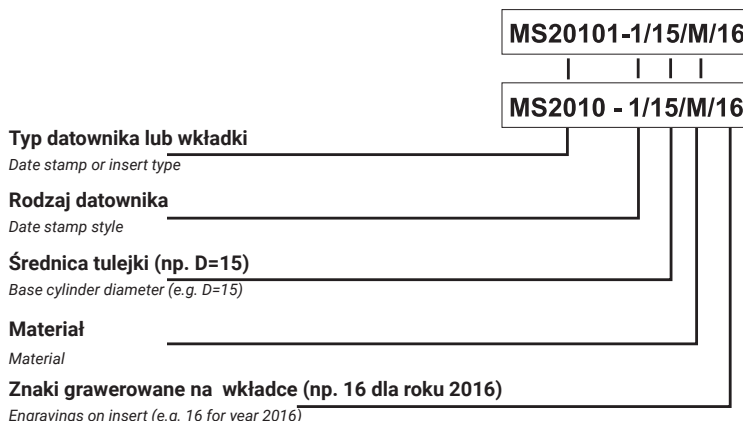 MS20101-1/15/M/16
MS2010 - 1/15/M/16
Typ datownika lub wkładki
Date stamp or insert type
Rodzaj datownika
Date stamp style
Średnica tulejki (np. D=15)
Base cylinder diameter (e.g. D=15)
Materiał
Material
Znaki grawerowane na wkładce (np. 16 dla roku 2016)
Engravings on insert (e.g. 16 for year 2016)